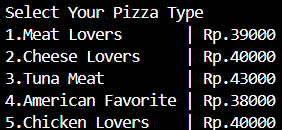 Select Your Pizza Type
1.Meat Lovers | Rp.39000
2.Cheese Lovers | Rp.40000
3.Tuna Meat | Rp.43000
4.American Favorite | Rp.38000
5.Chicken Lovers | Rp.40000